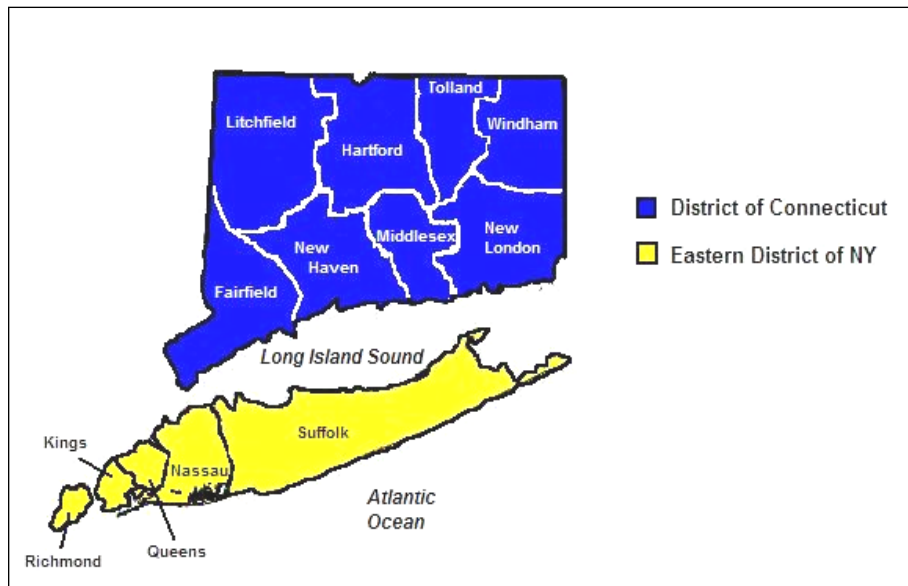 Tolland
Litchfield
Windham
Hartford
District of Connecticut
Middlesex
New
London
New
Haven
Eastern District of NY
Fairfield
Long Island Sound
Suffolk
Kings
Nassau
Atlantic
Ocean
Queens
Richmond